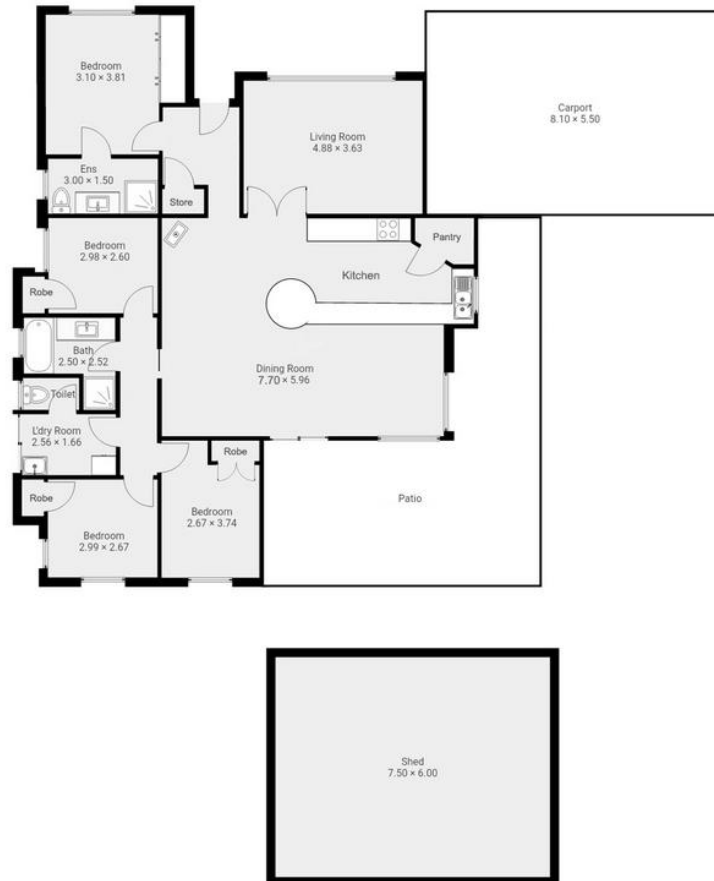 Bedroom
3.10 × 3.81
Carport
8.10 × 5.50
Living Room
4.88 × 3.63
Ens
3.00 × 1.50
Store
Bedroom
2.98 × 2.60
Pantry
Kitchen
Robe
Bath
2.50 × 2.52
Dining Room
7.70 × 5.96
Toilet
L'dry Room
2.56 × 1.66
Robe
Robe
Patio
Bedroom
2.67 × 3.74
Bedroom
2.99 × 2.67
Shed
7.50 × 6.00